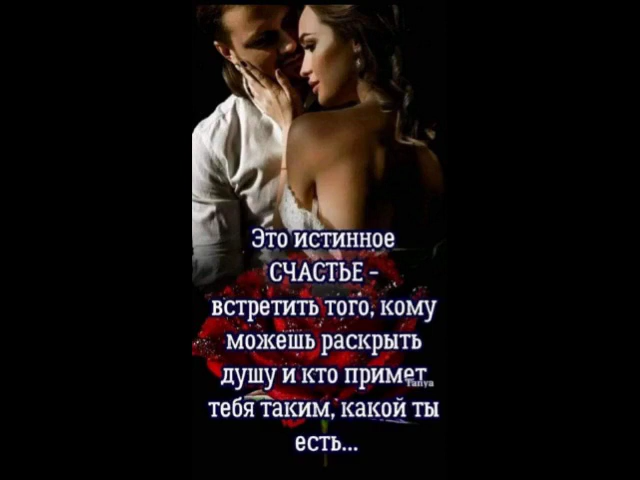 Это истинное
СЧАСТЬЕ -
встретить того, кому
можешь раскрыть
душу и кто примет
Tanya
тебя таким, какой ты
есть...